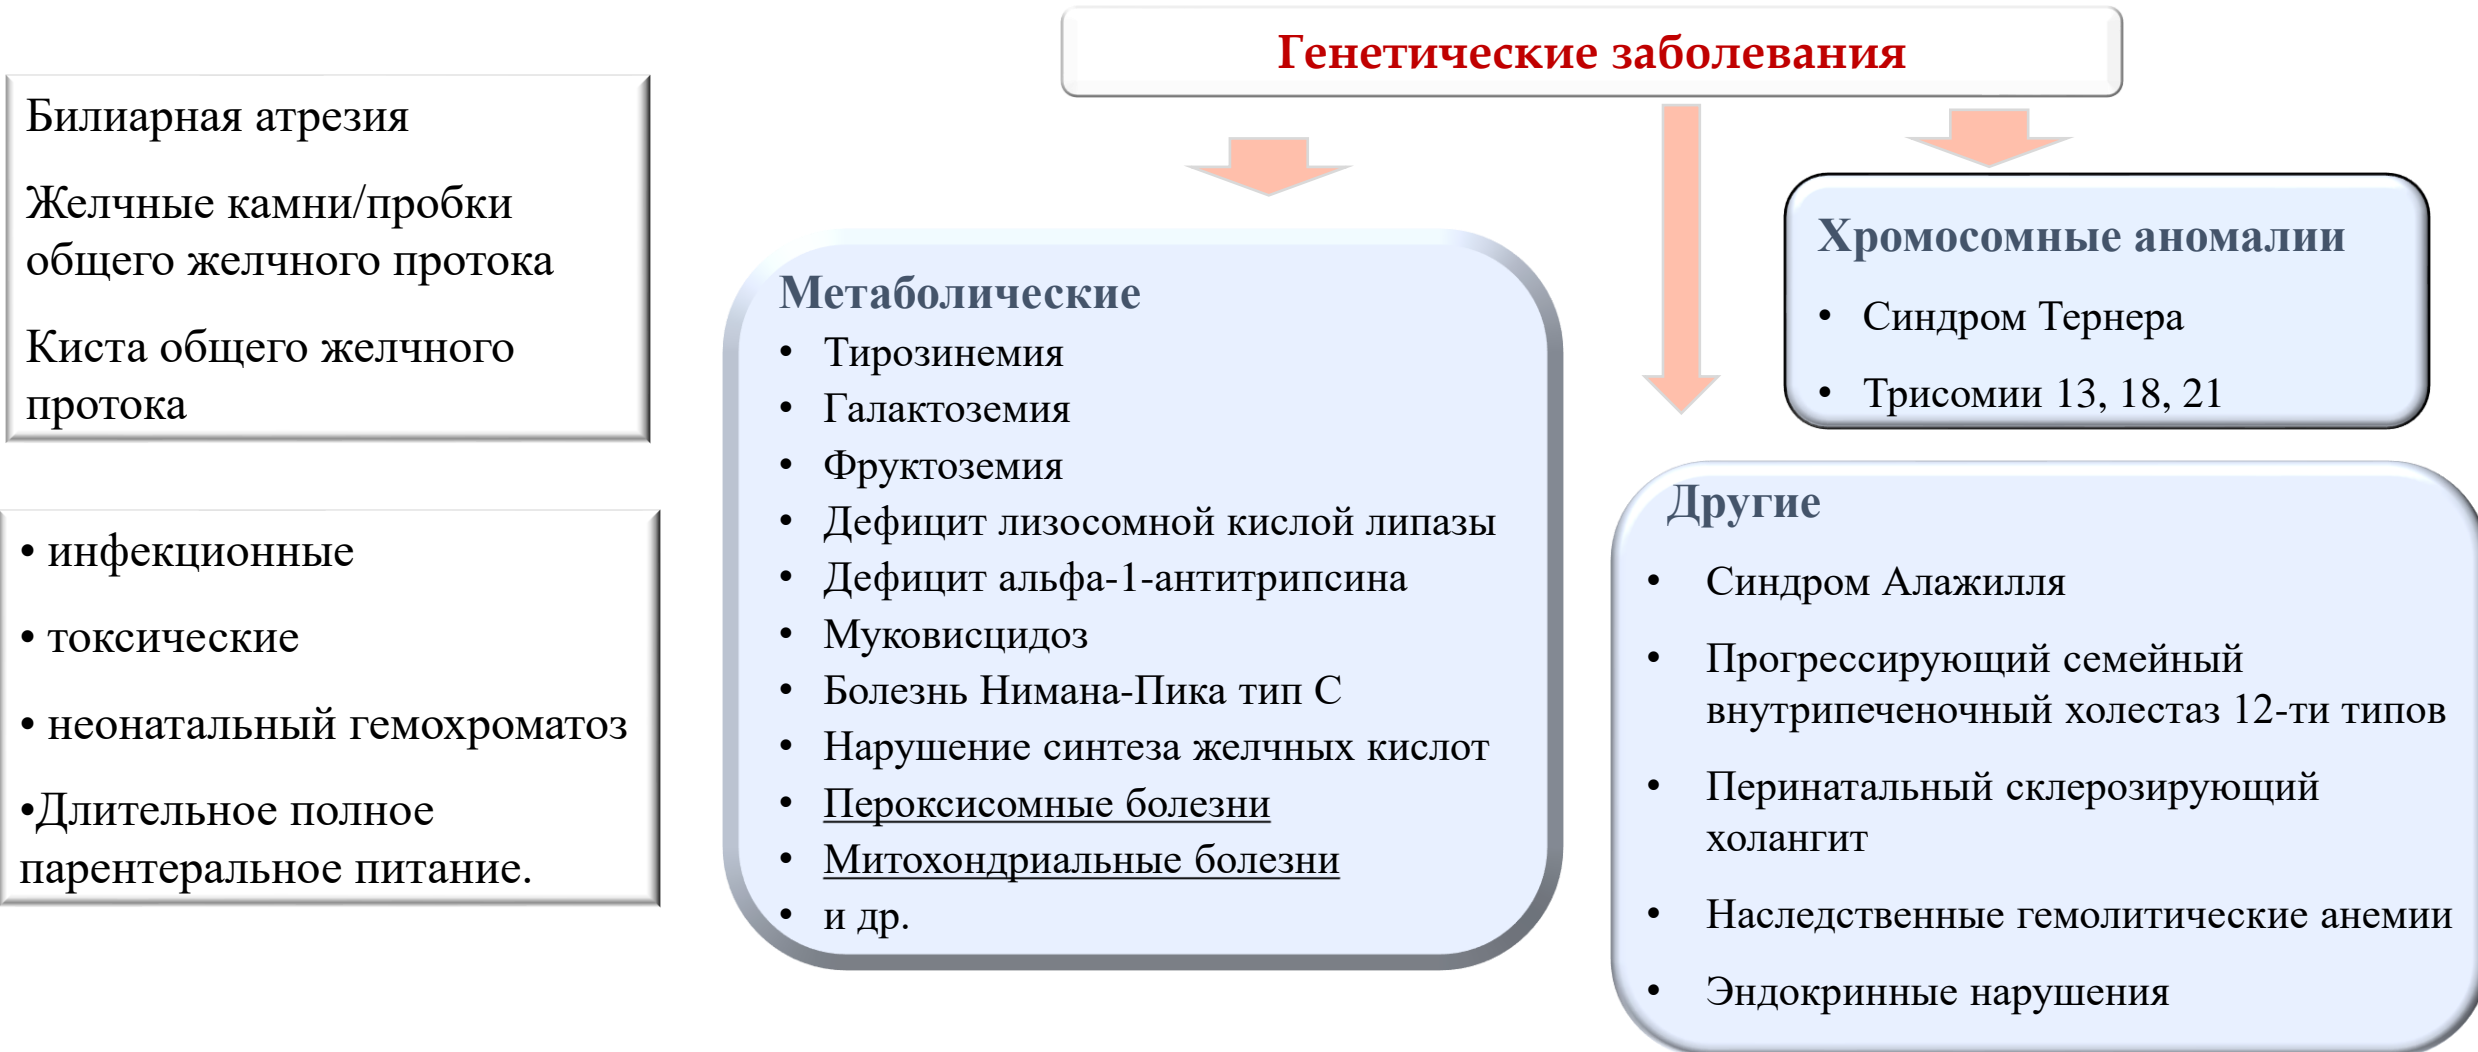 Генетические заболевания
Билиарная атрезия
Желчные камни/пробки
общего желчного протока
Киста общего желчного
протока
• инфекционные
• токсические
• неонатальный гемохроматоз
•Длительное полное
парентеральное питание.
Метаболические
• Тирозинемия
• Галактоземия
• Фруктоземия
• Дефицит лизосомной кислой липазы
• Дефицит альфа-1-антитрипсина
• Муковисцидоз
• Болезнь Нимана-Пика тип С
• Нарушение синтеза желчных кислот
• Пероксисомные болезни
• Митохондриальные болезни
• и др.
Хромосомные аномалии
• Синдром Тернера
• Трисомии 13, 18, 21
Другие
• Синдром Алажилля
• Прогрессирующий семейный
внутрипеченочный холестаз 12-ти типов
• Перинатальный склерозирующий
холангит
• Наследственные гемолитические анемии
• Эндокринные нарушения